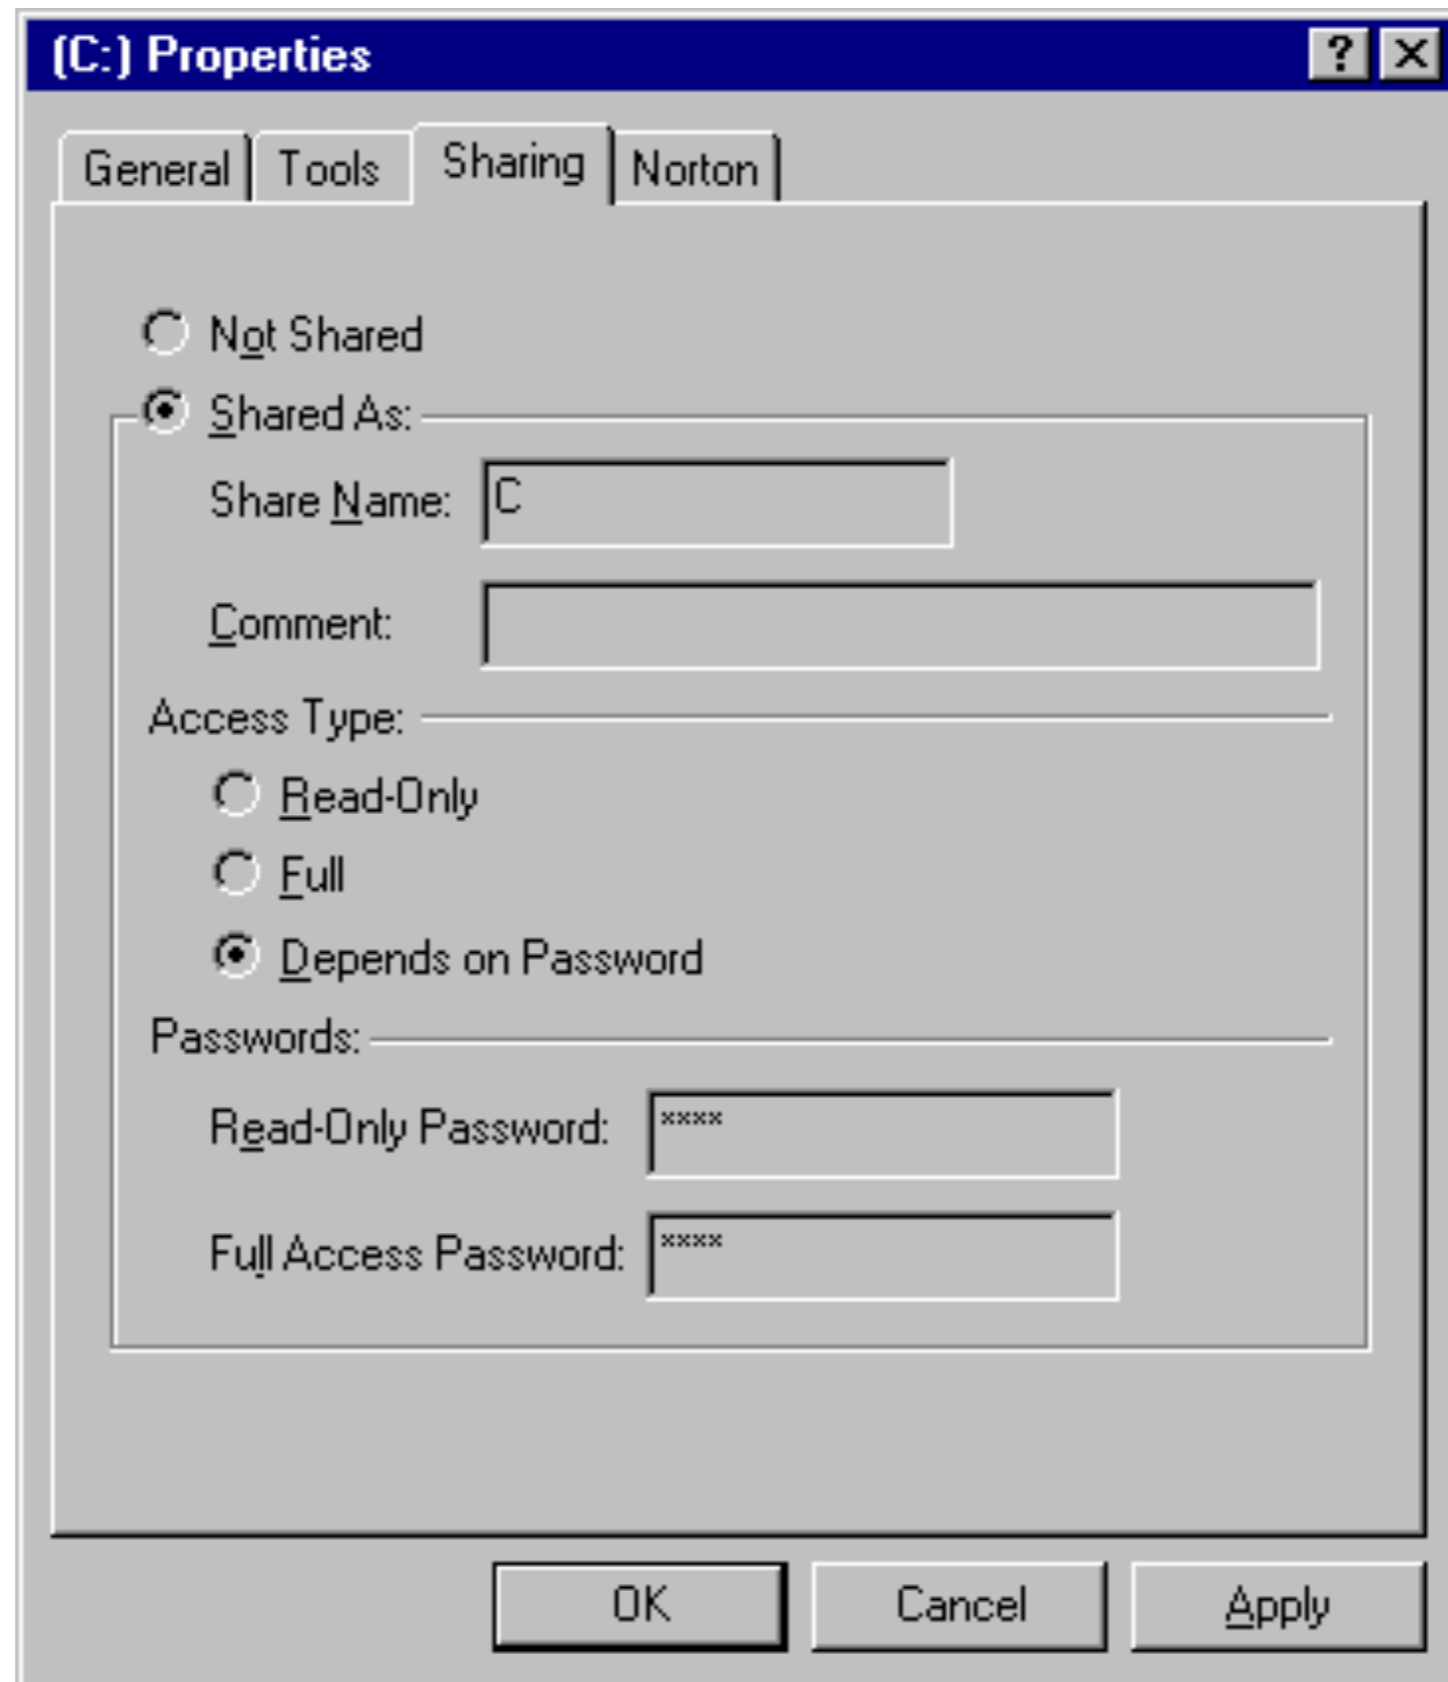 (C:) Properties
General Tools Sharing Norton
Not Shared
Shared As:
Share Name: C
Comment:
Access Type:
Read-Only
Full
Depends on Password
Passwords:
Read-Only Password: ****
Full Access Password: ****
OK Cancel Apply